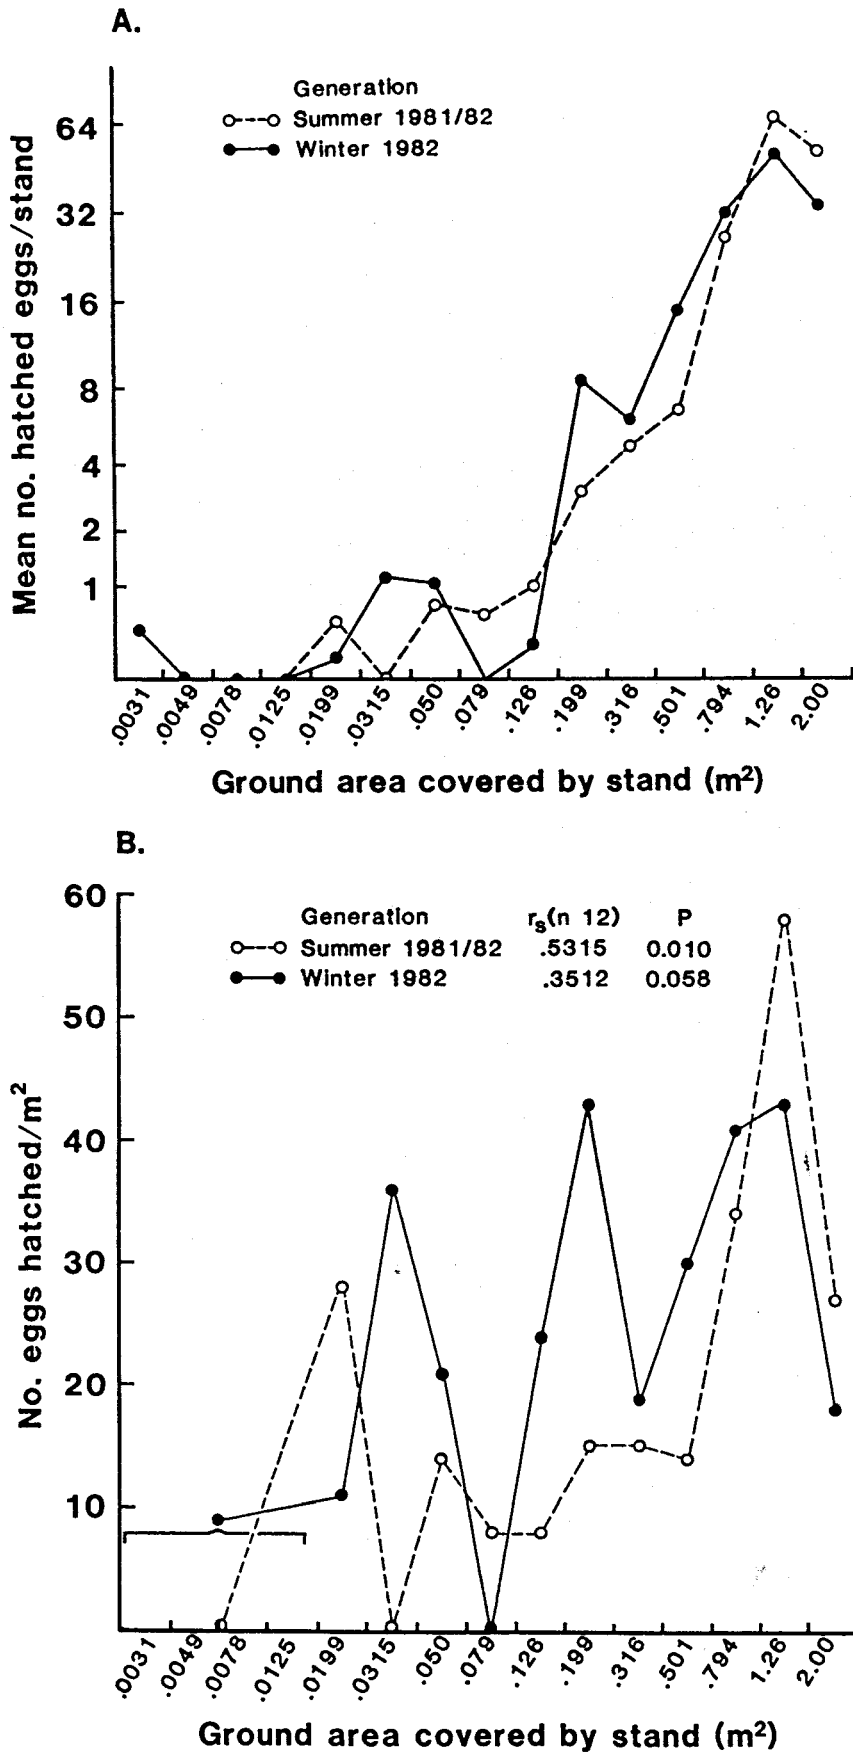 A.
Generation
Summer 1981/82
Winter 1982
Mean no. hatched eggs/stand
64
32
16
8
4
2
1
.0031 .0049 .0078 .0125 .0199 .0315 .050 .079 .126 .199 .316 .501 .794 1.26 2.00
Ground area covered by stand (m²)
B.
Generation rs(n 12) P
Summer 1981/82 .5315 0.010
Winter 1982 .3512 0.058
No. eggs hatched/m²
60
50
40
30
20
10
.0031 .0049 .0078 .0125 .0199 .0315 .050 .079 .126 .199 .316 .501 .794 1.26 2.00
Ground area covered by stand (m²)